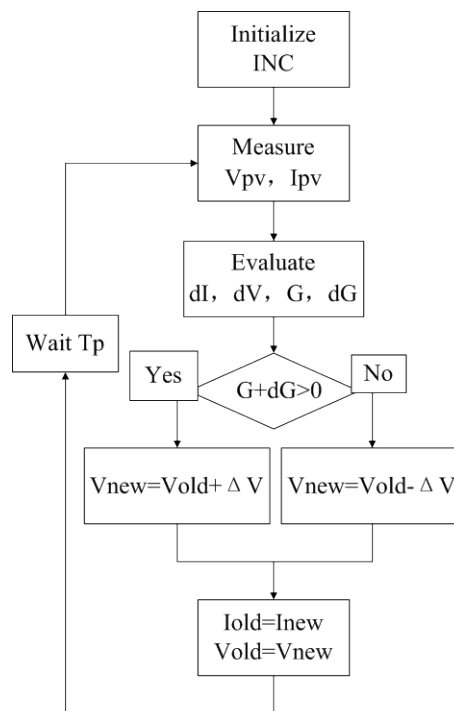 Initialize
INC
Measure
Vpv，Ipv
Evaluate
dI，dV，G，dG
Wait Tp
Yes
G+dG>0
No
Vnew=Vold+ΔV
Vnew=Vold-ΔV
Iold=Inew
Vold=Vnew